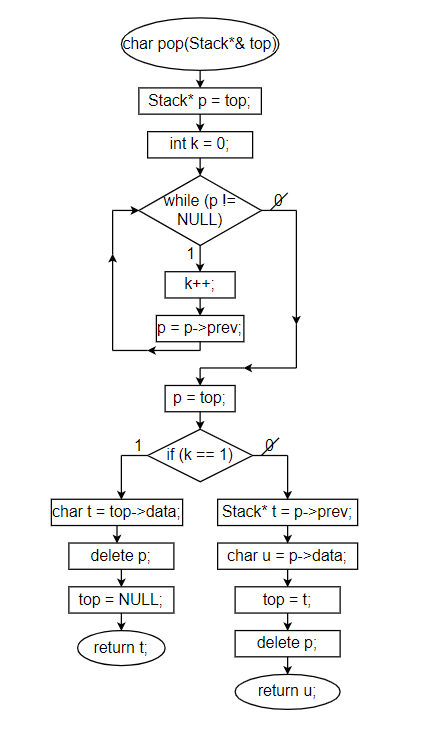 char pop(Stack*& top)
Stack* p = top;
int k = 0;
while (p !=
NULL)
0
1
k++;
p = p->prev;
p = top;
if (k == 1)
1
0
char t = top->data;
delete p;
top = NULL;
return t;
Stack* t = p->prev;
char u = p->data;
top = t;
delete p;
return u;